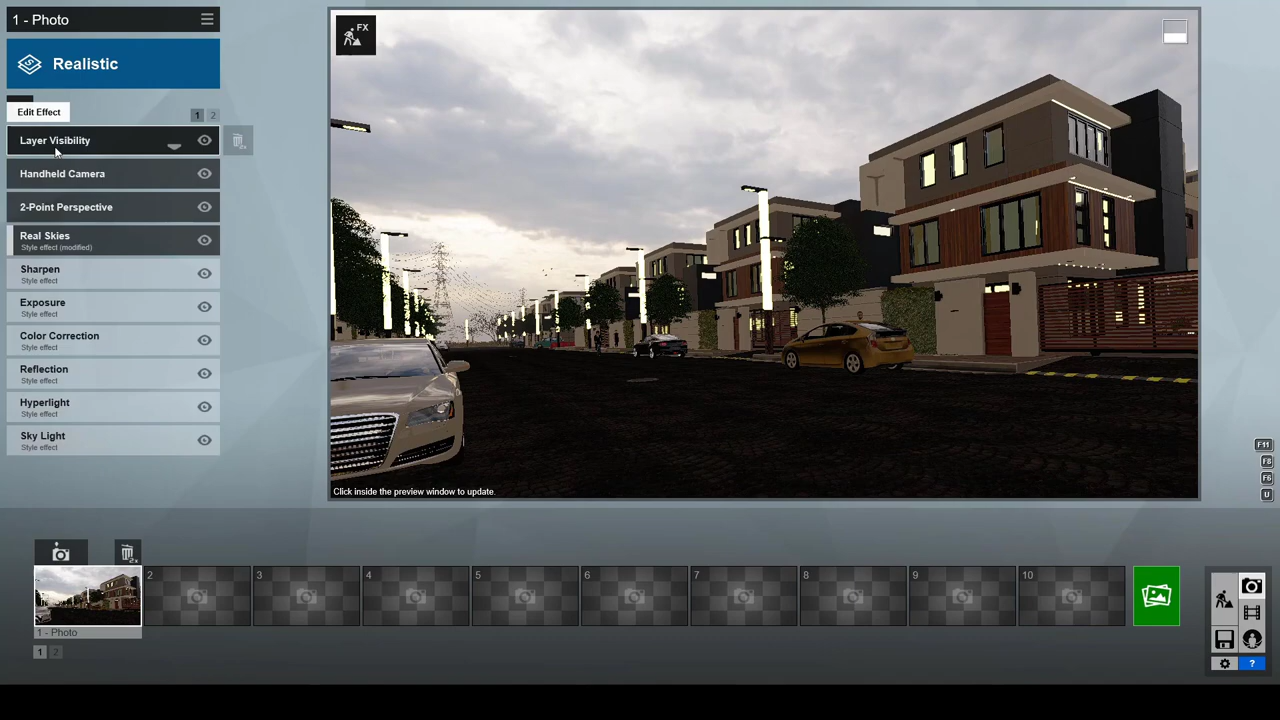 1 - Photo
Realistic
Edit Effect
1 2
Layer Visibility
Handheld Camera
2-Point Perspective
Real Skies
Style effect (modified)
Sharpen
Style effect
Exposure
Style effect
Color Correction
Style effect
Reflection
Style effect
Hyperlight
Style effect
Sky Light
Style effect
FX
Click inside the preview window to update.
F11
F8
F6
U
2 3 4 5 6 7 8 9 10
1 - Photo
1 2
?